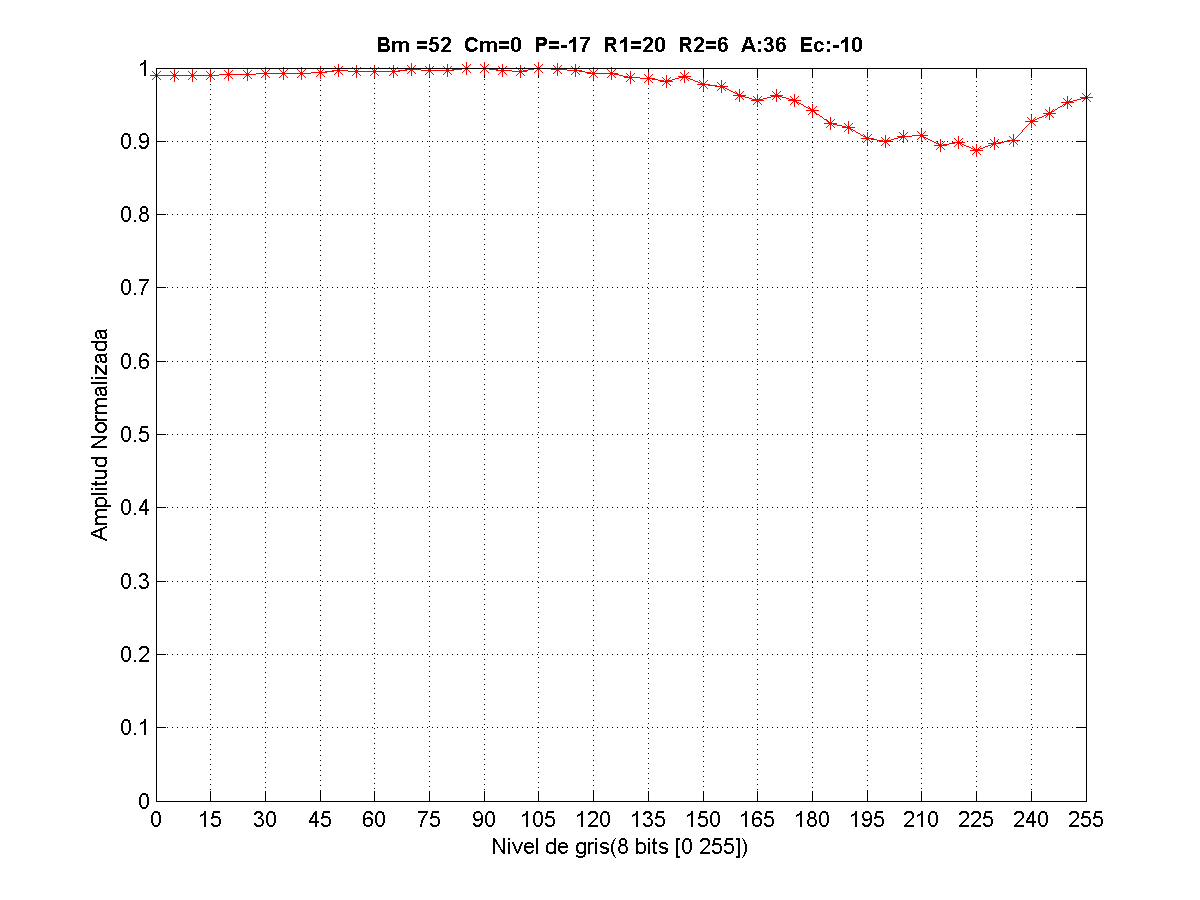 Bm =52 Cm=0 P=-17 R1=20 R2=6 A:36 Ec:-10
1
0.9
0.8
0.7
0.6
0.5
0.4
0.3
0.2
0.1
0
Amplitud Normalizada
0 15 30 45 60 75 90 105 120 135 150 165 180 195 210 225 240 255
Nivel de gris(8 bits [0 255])